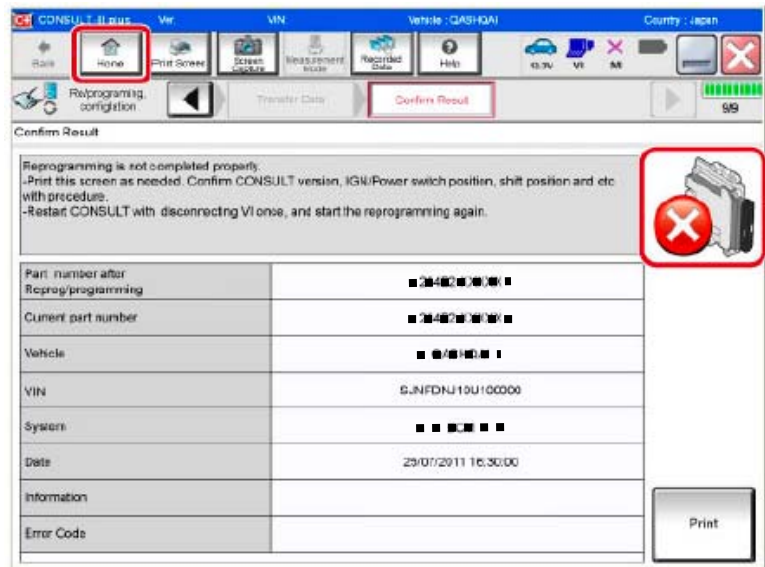 CONSULT-III plus Ver. VIN: Vehicle : QASHQAI Country : Japan
Back Home Print Screen Screen Capture Measurement Mode Recorded Data Help 13.3V VI MI
Re/programing, configration Transfer Data Confirm Result 9/9
Confirm Result
Reprogramming is not completed properly.
-Print this screen as needed. Confirm CONSULT version, IGN/Power switch position, shift position and etc
with procedure.
-Restart CONSULT with disconnecting VI once, and start the reprogramming again.
Part number after
Reprog/programming
Current part number
Vehicle
VIN SJNFDNJ10U100000
System
Date 29/07/2011 16:30:00
Information
Error Code
Print